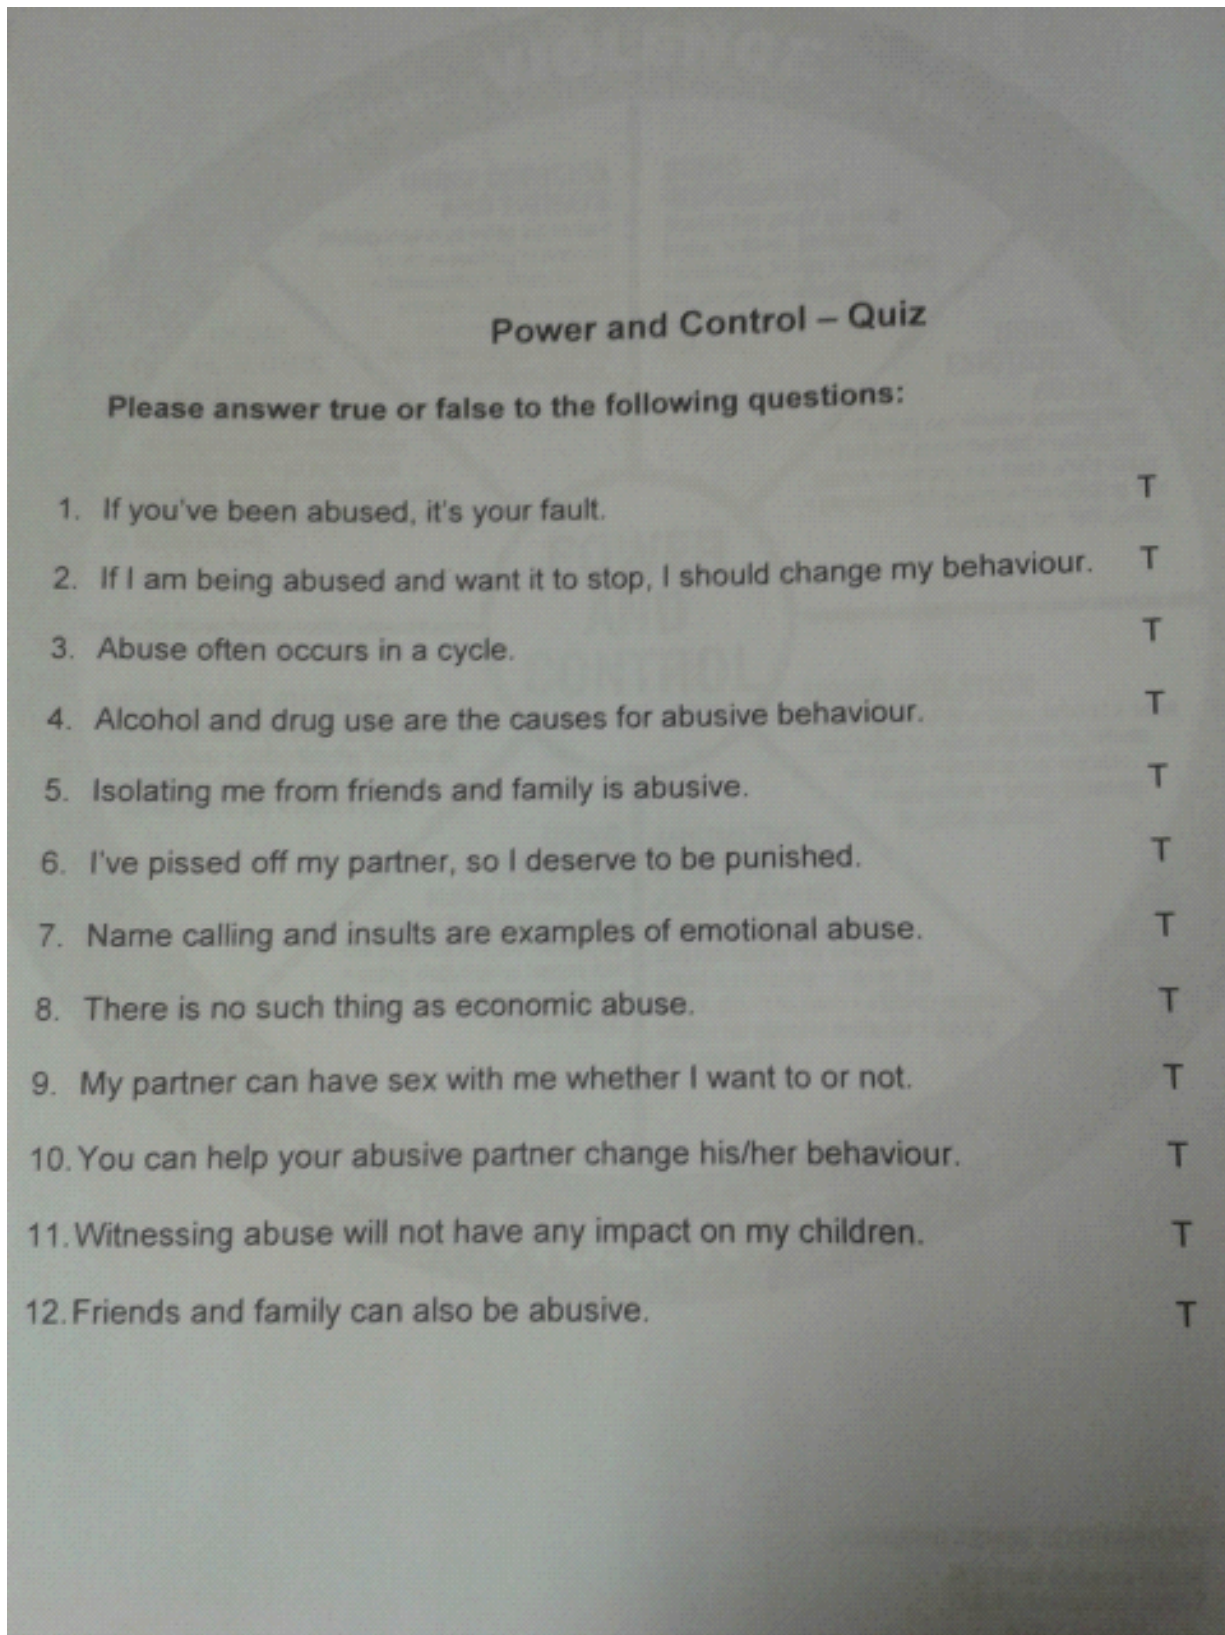 Power and Control – Quiz
Please answer true or false to the following questions:
1. If you've been abused, it's your fault. T
2. If I am being abused and want it to stop, I should change my behaviour. T
3. Abuse often occurs in a cycle. T
4. Alcohol and drug use are the causes for abusive behaviour. T
5. Isolating me from friends and family is abusive. T
6. I've pissed off my partner, so I deserve to be punished. T
7. Name calling and insults are examples of emotional abuse. T
8. There is no such thing as economic abuse. T
9. My partner can have sex with me whether I want to or not. T
10. You can help your abusive partner change his/her behaviour. T
11. Witnessing abuse will not have any impact on my children. T
12. Friends and family can also be abusive. T